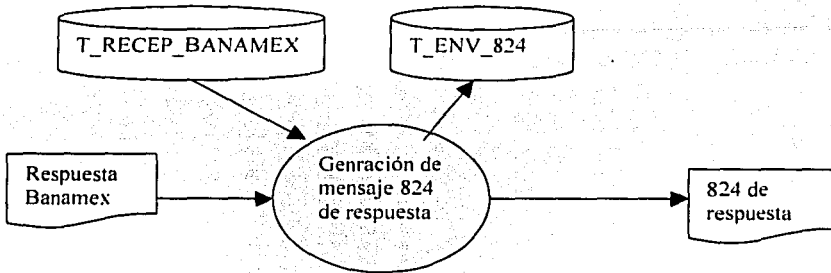 T_RECEP_BANAMEX
T_ENV_824
Respuesta
Banamex
Genración de
mensaje 824
de respuesta
824 de
respuesta